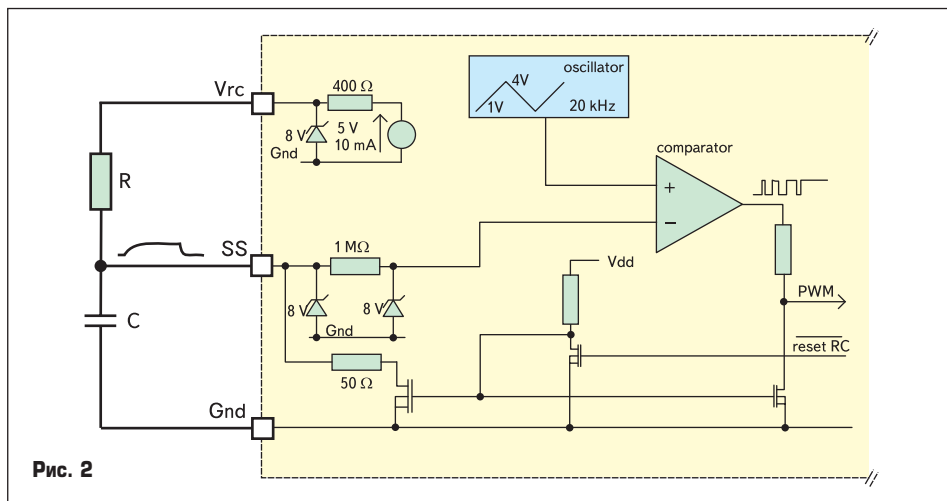 Vrc
400 Ω
8 V
5 V
10 mA
Gnd
oscillator
4V
1V
20 kHz
comparator
+
−
R
SS
1 MΩ
8 V
8 V
Gnd
Vdd
PWM
reset RC
50 Ω
C
Gnd
Рис. 2